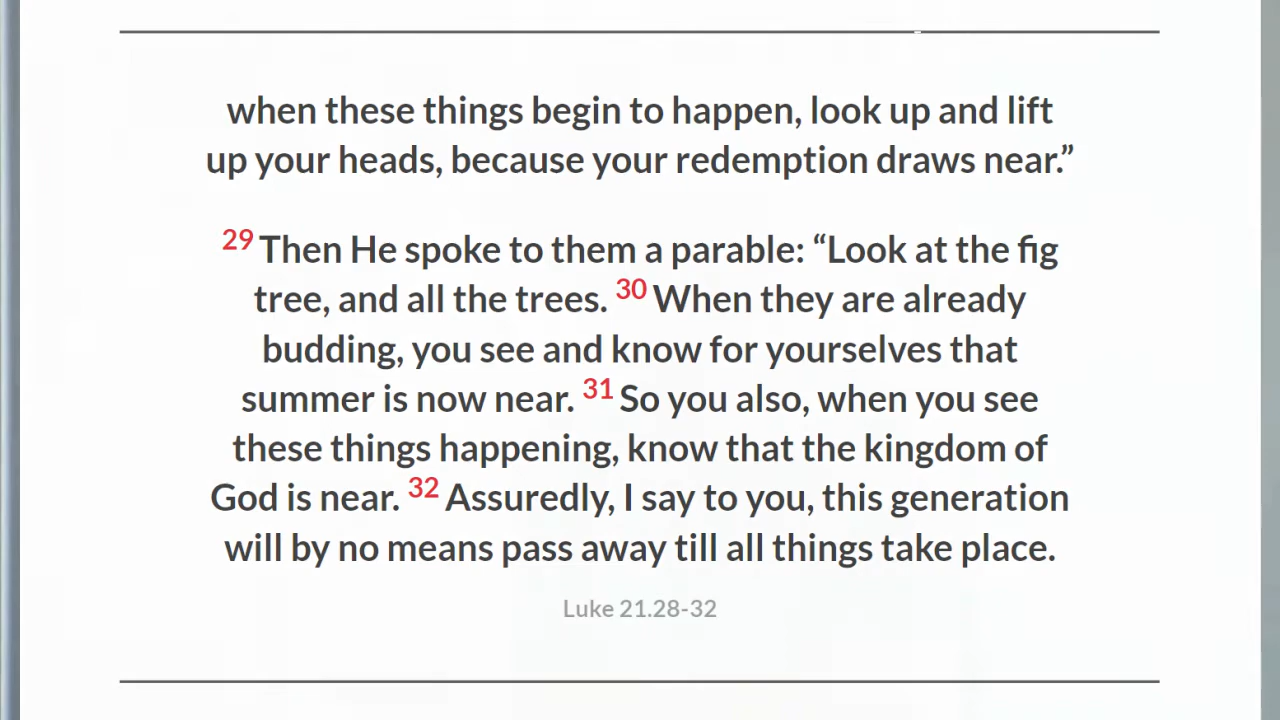 when these things begin to happen, look up and lift
up your heads, because your redemption draws near.”
29 Then He spoke to them a parable: “Look at the fig
tree, and all the trees. 30 When they are already
budding, you see and know for yourselves that
summer is now near. 31 So you also, when you see
these things happening, know that the kingdom of
God is near. 32 Assuredly, I say to you, this generation
will by no means pass away till all things take place.
Luke 21.28-32